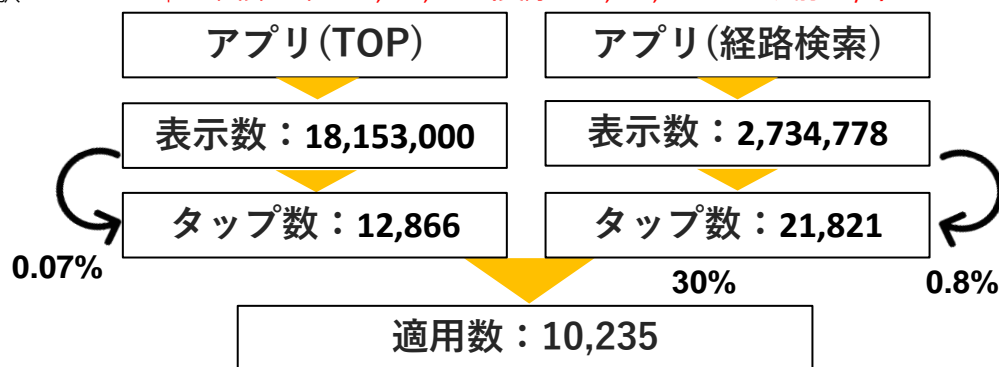 アプリ(TOP)
アプリ(経路検索)
表示数：18,153,000
表示数：2,734,778
タップ数：12,866
タップ数：21,821
0.07%
30%
0.8%
適用数：10,235